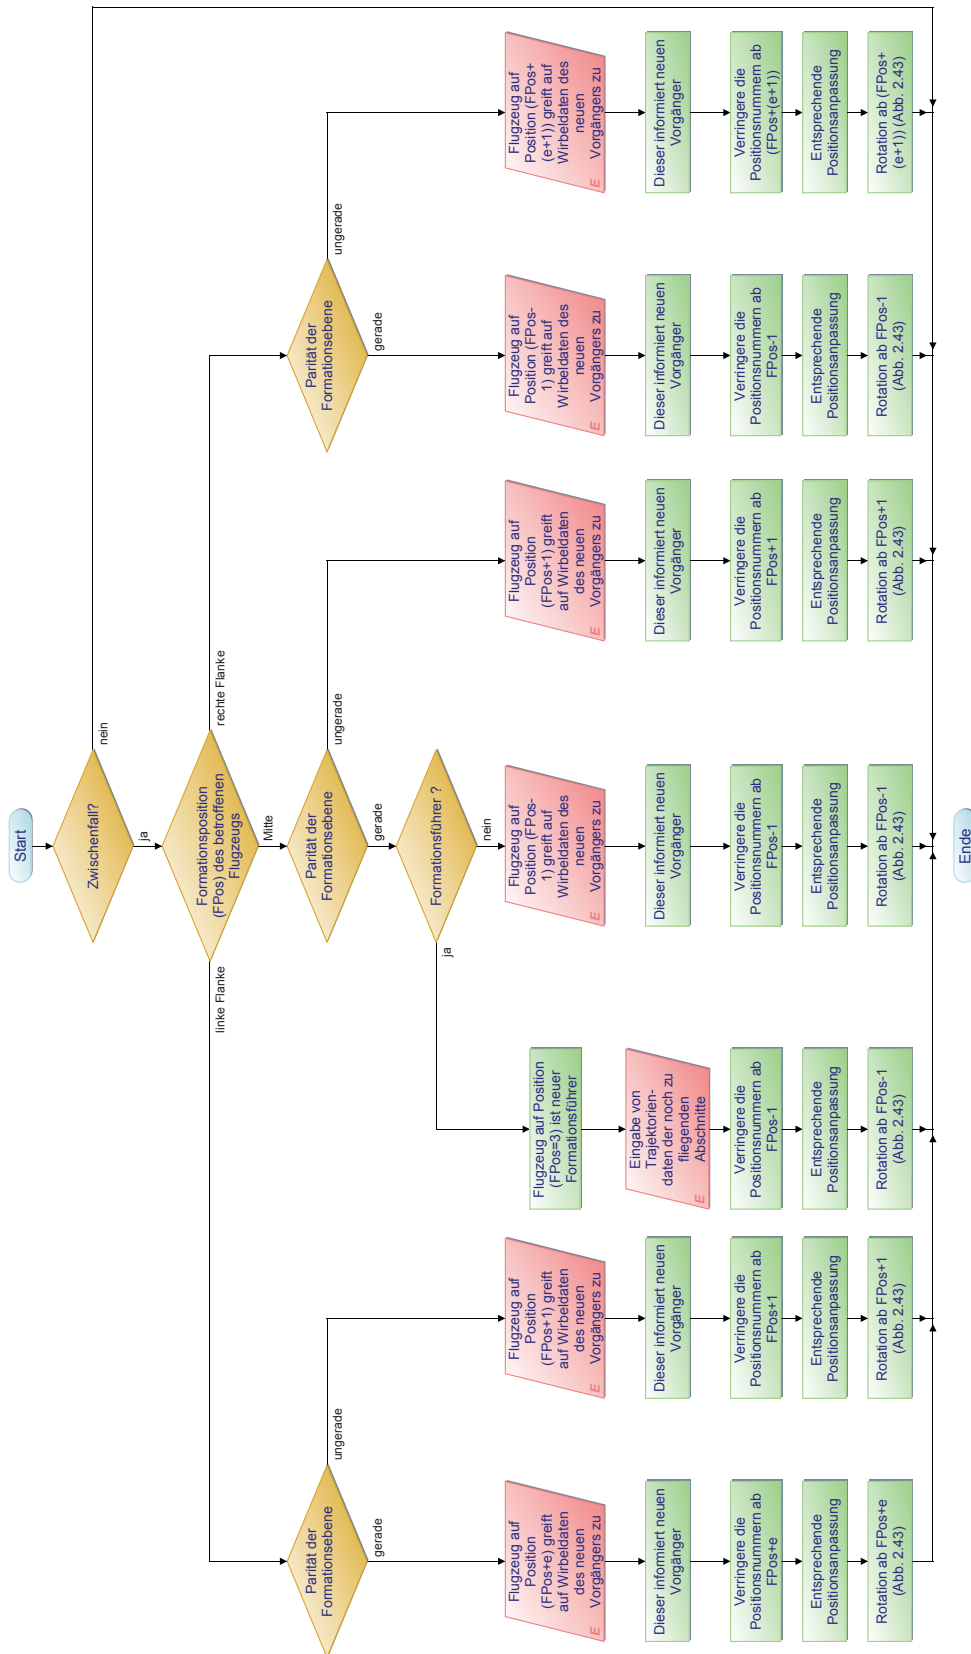 Start
Zwischenfall?
nein
ja
Formationsposition
(FPos) des betroffenen
Flugzeugs
linke Flanke
Mitte
rechte Flanke
Parität der
Formationsebene
ungerade
gerade
Parität der
Formationsebene
ungerade
gerade
Parität der
Formationsebene
ungerade
gerade
Formationsführer ?
ja
nein
Flugzeug auf
Position
(FPos+e) greift
auf Wirbeldaten
des neuen
Vorgängers zu
E
Dieser informiert neuen
Vorgänger
Verringere die
Positionsnummern ab
FPos+e
Entsprechende
Positionsanpassung
Rotation ab FPos+e
(Abb. 2.43)
Flugzeug auf
Position
(FPos+1) greift
auf Wirbeldaten
des neuen
Vorgängers zu
E
Dieser informiert neuen
Vorgänger
Verringere die
Positionsnummern ab
FPos+1
Entsprechende
Positionsanpassung
Rotation ab FPos+1
(Abb. 2.43)
Flugzeug auf Position
(FPos=3) ist neuer
Formationsführer
Eingabe von
Trajektorien-
daten der noch zu
fliegenden
Abschnitte
E
Verringere die
Positionsnummern ab
FPos-1
Entsprechende
Positionsanpassung
Rotation ab FPos-1
(Abb. 2.43)
Flugzeug auf
Position (FPos-
1) greift auf
Wirbeldaten des
neuen
Vorgängers zu
E
Dieser informiert neuen
Vorgänger
Verringere die
Positionsnummern ab
FPos-1
Entsprechende
Positionsanpassung
Rotation ab FPos-1
(Abb. 2.43)
Flugzeug auf
Position
(FPos+1) greift
auf Wirbeldaten
des neuen
Vorgängers zu
E
Dieser informiert neuen
Vorgänger
Verringere die
Positionsnummern ab
FPos+1
Entsprechende
Positionsanpassung
Rotation ab FPos+1
(Abb. 2.43)
Flugzeug auf
Position (FPos-
1) greift auf
Wirbeldaten des
neuen
Vorgängers zu
E
Dieser informiert neuen
Vorgänger
Verringere die
Positionsnummern ab
FPos-1
Entsprechende
Positionsanpassung
Rotation ab FPos-1
(Abb. 2.43)
Flugzeug auf
Position (FPos+
(e+1)) greift auf
Wirbeldaten des
neuen
Vorgängers zu
E
Dieser informiert neuen
Vorgänger
Verringere die
Positionsnummern ab
(FPos+(e+1))
Entsprechende
Positionsanpassung
Rotation ab (FPos+
(e+1)) (Abb. 2.43)
Ende